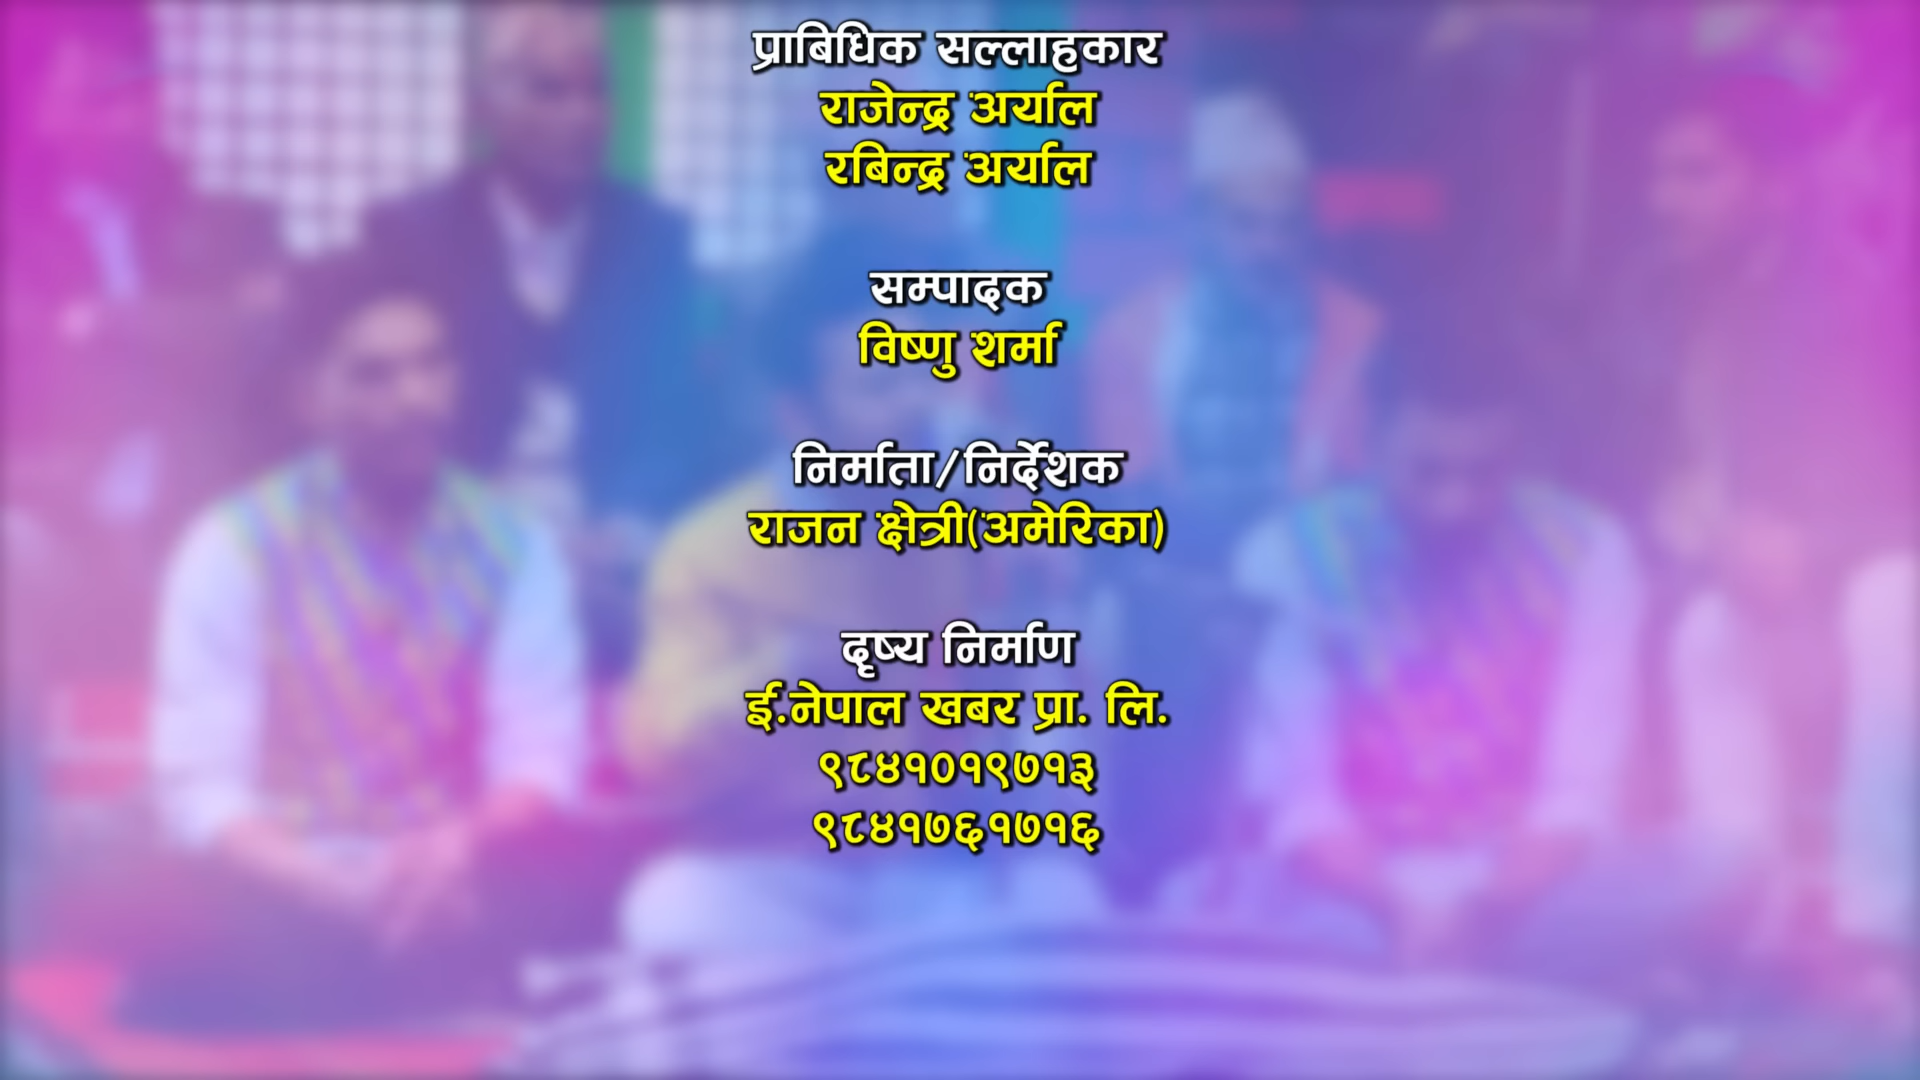 प्राबिधिक सल्लाहकार
राजेन्द्र अर्याल
रबिन्द्र अर्याल
सम्पादक
विष्णु शर्मा
निर्माता/निर्देशक
राजन क्षेत्री(अमेरिका)
दृष्य निर्माण
ई.नेपाल खबर प्रा. लि.
९८४१०१९७१३
९८४१७६१७१६